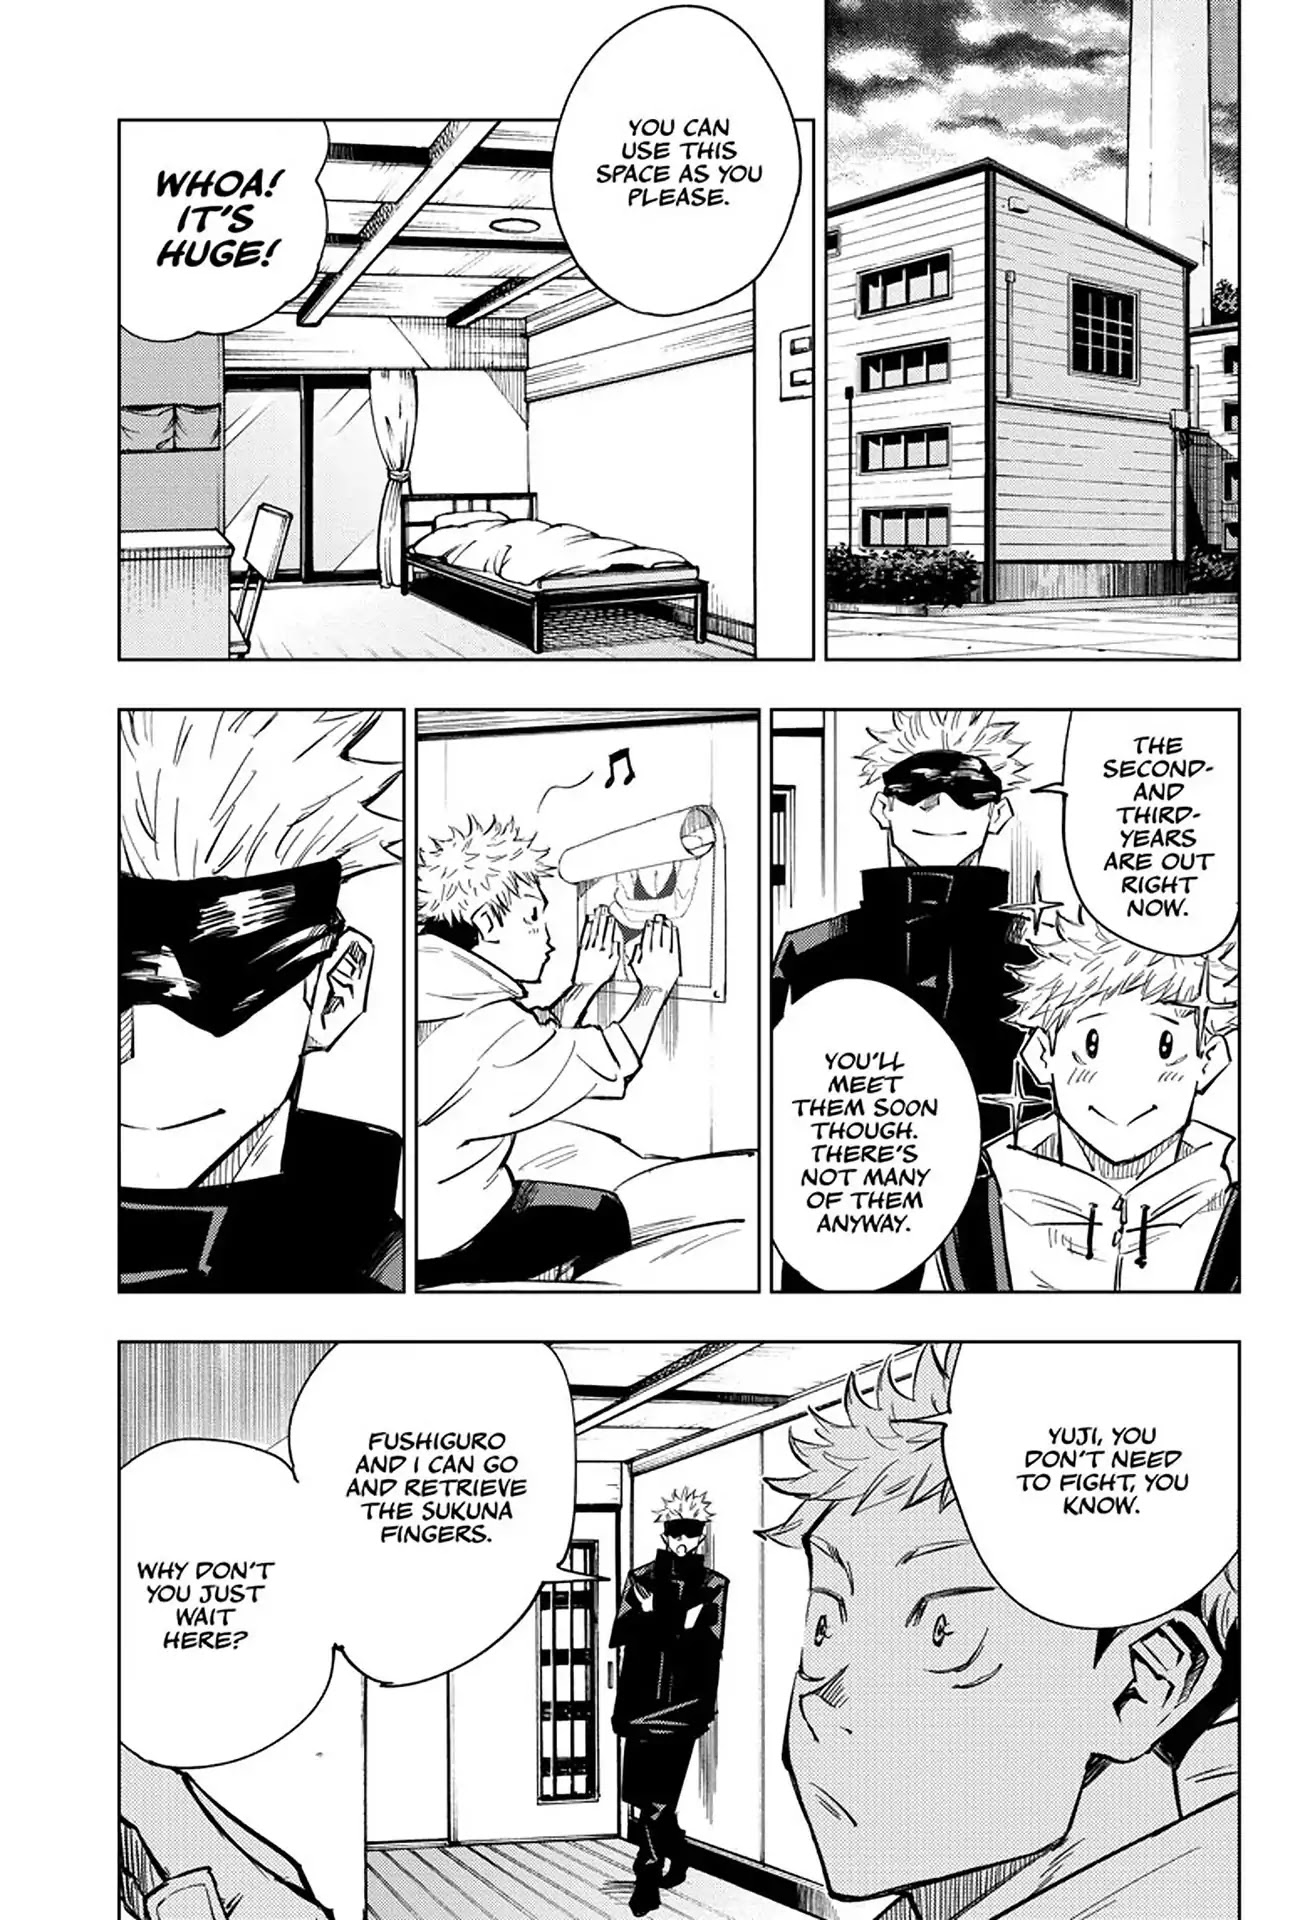 YOU CAN
USE THIS
SPACE AS YOU
PLEASE.
WHOA!
IT'S
HUGE!
THE
SECOND-
AND
THIRD-
YEARS
ARE OUT
RIGHT
NOW.
YOU'LL
MEET
THEM SOON
THOUGH.
THERE'S
NOT MANY
OF THEM
ANYWAY.
YUJI, YOU
DON'T NEED
TO FIGHT, YOU
KNOW.
FUSHIGURO
AND I CAN GO
AND RETRIEVE
THE SUKUNA
FINGERS.
WHY DON'T
YOU JUST
WAIT
HERE?